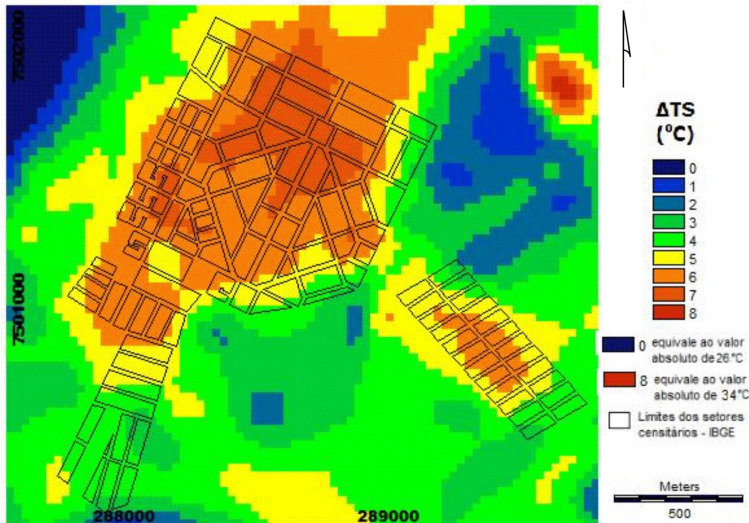 7502000
7501000
288000
289000
ΔTS
(°C)
0
1
2
3
4
5
6
7
8
0 equivale ao valor
absoluto de 26°C
8 equivale ao valor
absoluto de 34°C
Limites dos setores
censitários - IBGE
Meters
500